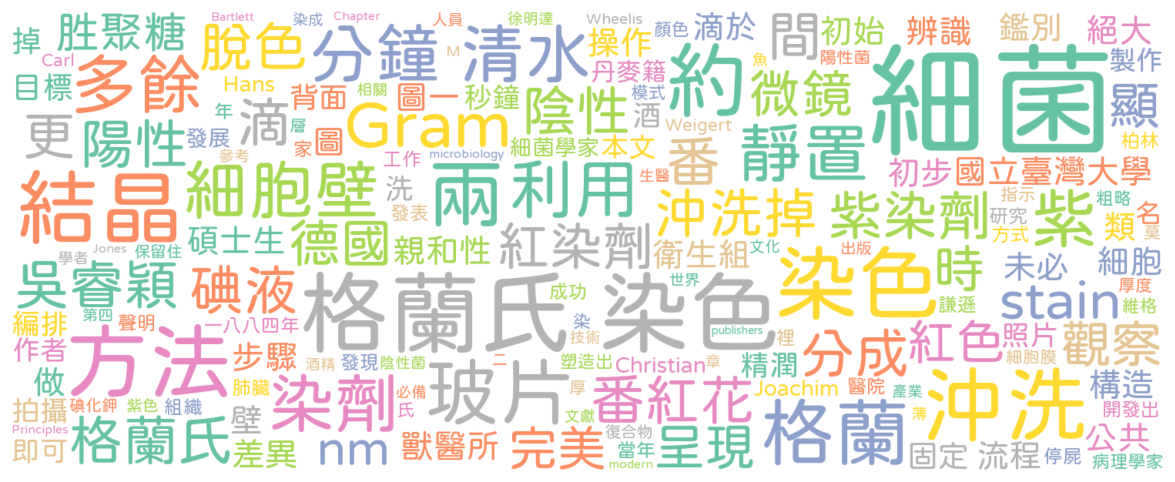 Bartlett 染成 Chapter 人員 徐明達 Wheelis 顏色 滴於 間 初始 辨識 鑑別 絕大
掉 胜聚糖 脫色 分鐘 清水 操作 約 細菌 製作
Carl 多餘 Hans 相關 M 丹麥籍 模式 魚 陽性菌 微鏡 顯
目標 背面 圖一 秒鐘 陰性 酒
更 陽性 年 滴 層 Gram Weigert 靜置 柏林
發展 家 圖 細菌學家 本文 番
參考 工作 microbiology 生醫 初步 國立臺灣大學
結晶 細胞壁 洗 兩 利用 沖洗掉 紫染劑 紫 指示 粗略
發表 研究 類 名
Jones 保留住 碩士生 德國 親和性 紅染劑 衛生組 文化 方式 莫
學者 出版 時 未必 細胞
吳睿穎 碘液 格蘭氏 染色 成功 世界 染色 謙遜 stain 厚度
第四 維格
編排 聲明 一八八四年 染 publishers 裡
作者 方法 步驟 技術 分成 紅色 照片 觀察
酒精 發現 陰性菌 二 塑造出 Christian 章 精潤 細胞膜
做 肺臟 玻片 Joachim 醫院 產業 構造
拍攝 碘化鉀 紫色 組織 染劑 必備 厚 番紅花 格蘭 薄 沖洗 開發出
Principles 壁 氏 文獻 公共
即可 格蘭氏 差異 nm 獸醫所 完美 復合物 當年 呈現 固定 流程 停屍
modern 病理學家